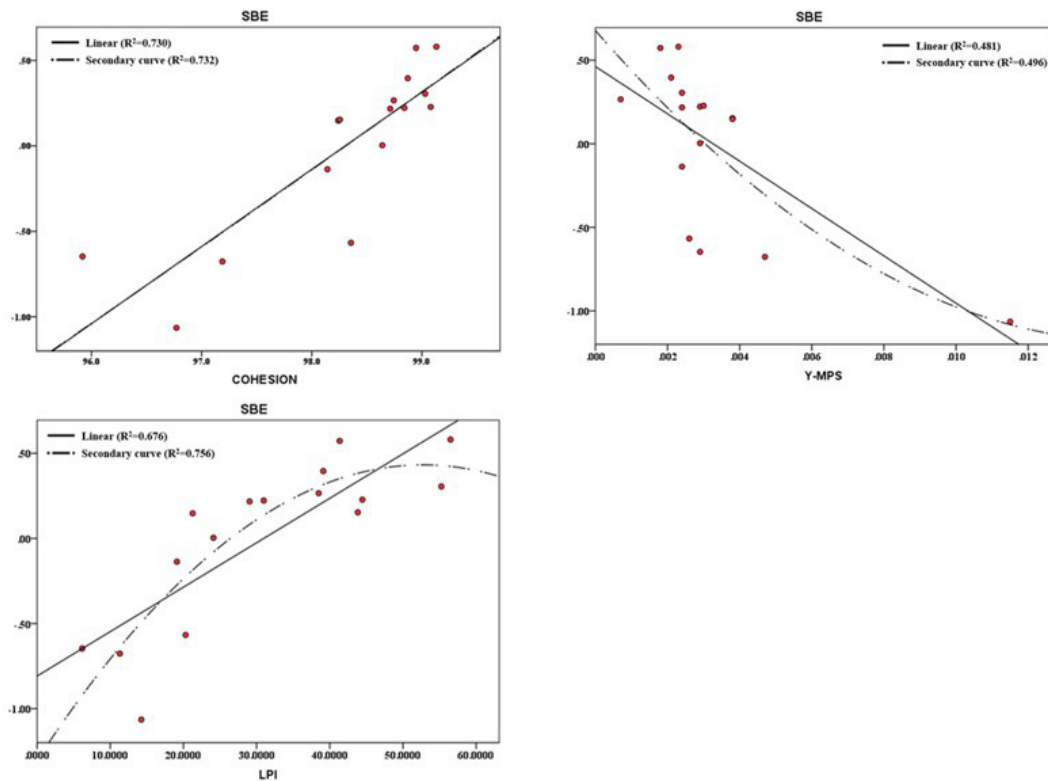 SBE
Linear (R²=0.730)
Secondary curve (R²=0.732)
.50
.00
-.50
-1.00
96.0 97.0 98.0 99.0
COHESION
SBE
Linear (R²=0.481)
Secondary curve (R²=0.496)
.50
.00
-.50
-1.00
.000 .002 .004 .006 .008 .010 .012
Y-MPS
SBE
Linear (R²=0.676)
Secondary curve (R²=0.756)
.50
.00
-.50
-1.00
.0000 10.0000 20.0000 30.0000 40.0000 50.0000 60.0000
LPI